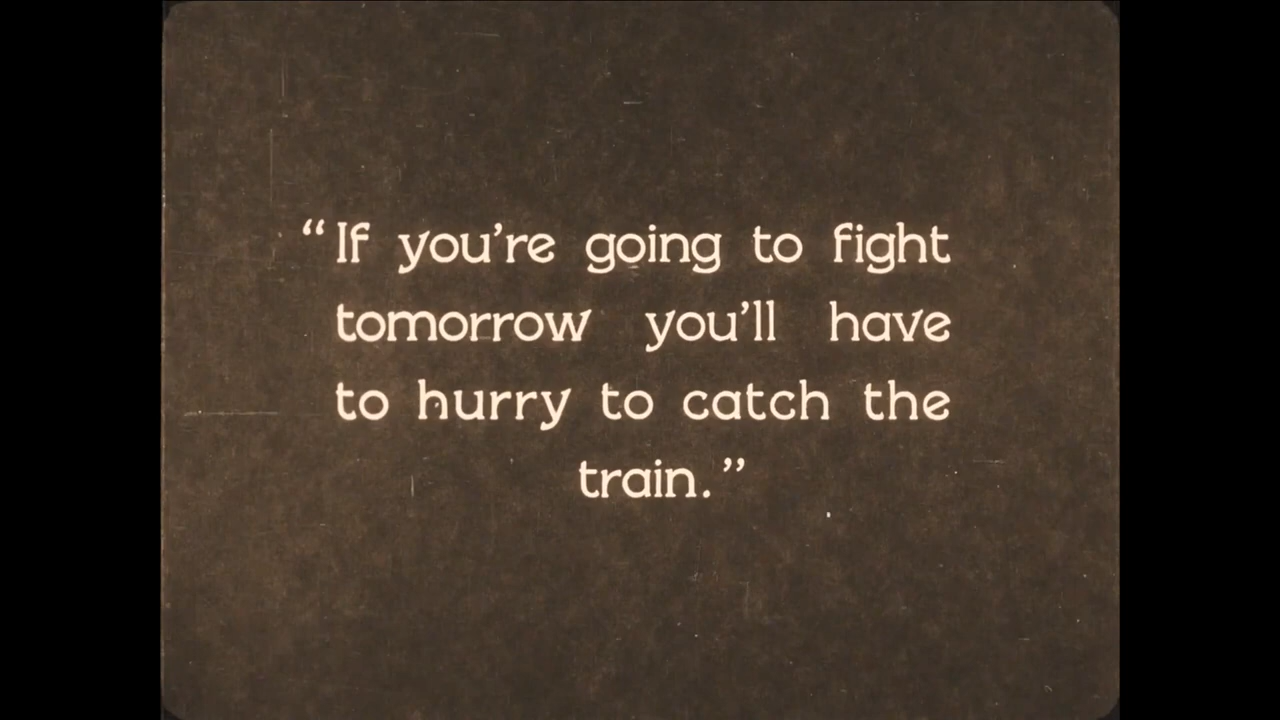 “If you’re going to fight
tomorrow you’ll have
to hurry to catch the
train.”